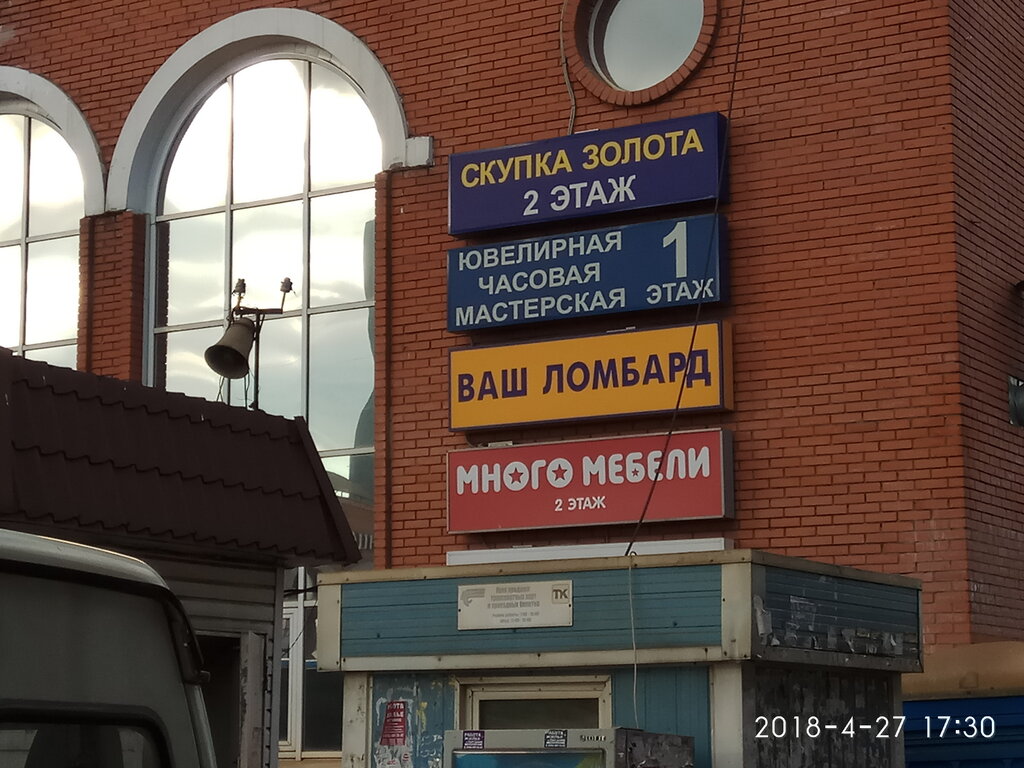 СКУПКА ЗОЛОТА
2 ЭТАЖ
ЮВЕЛИРНАЯ
ЧАСОВАЯ
МАСТЕРСКАЯ
1
ЭТАЖ
ВАШ ЛОМБАРД
МНОГО МЕБЕЛИ
2 ЭТАЖ
ТК
2018-4-27 17:30